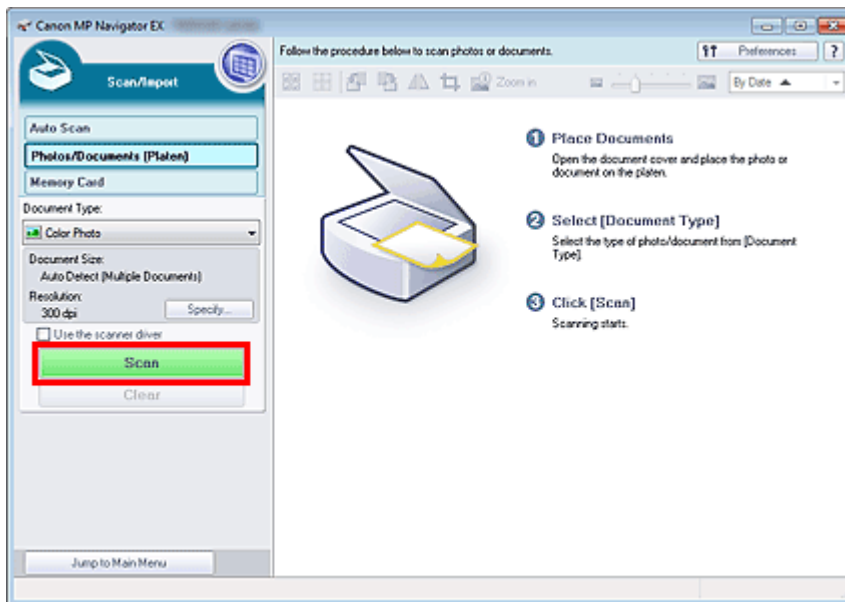 Canon MP Navigator EX
Scan/Import
Follow the procedure below to scan photos or documents.
Preferences
?
Zoom in
By Date
Auto Scan
Photos/Documents (Platen)
Memory Card
Document Type:
Color Photo
Document Size:
Auto Detect (Multiple Documents)
Resolution:
300 dpi
Specify...
Use the scanner driver
Scan
Clear
Jump to Main Menu
1 Place Documents
Open the document cover and place the photo or
document on the platen.
2 Select [Document Type]
Select the type of photo/document from [Document
Type].
3 Click [Scan]
Scanning starts.